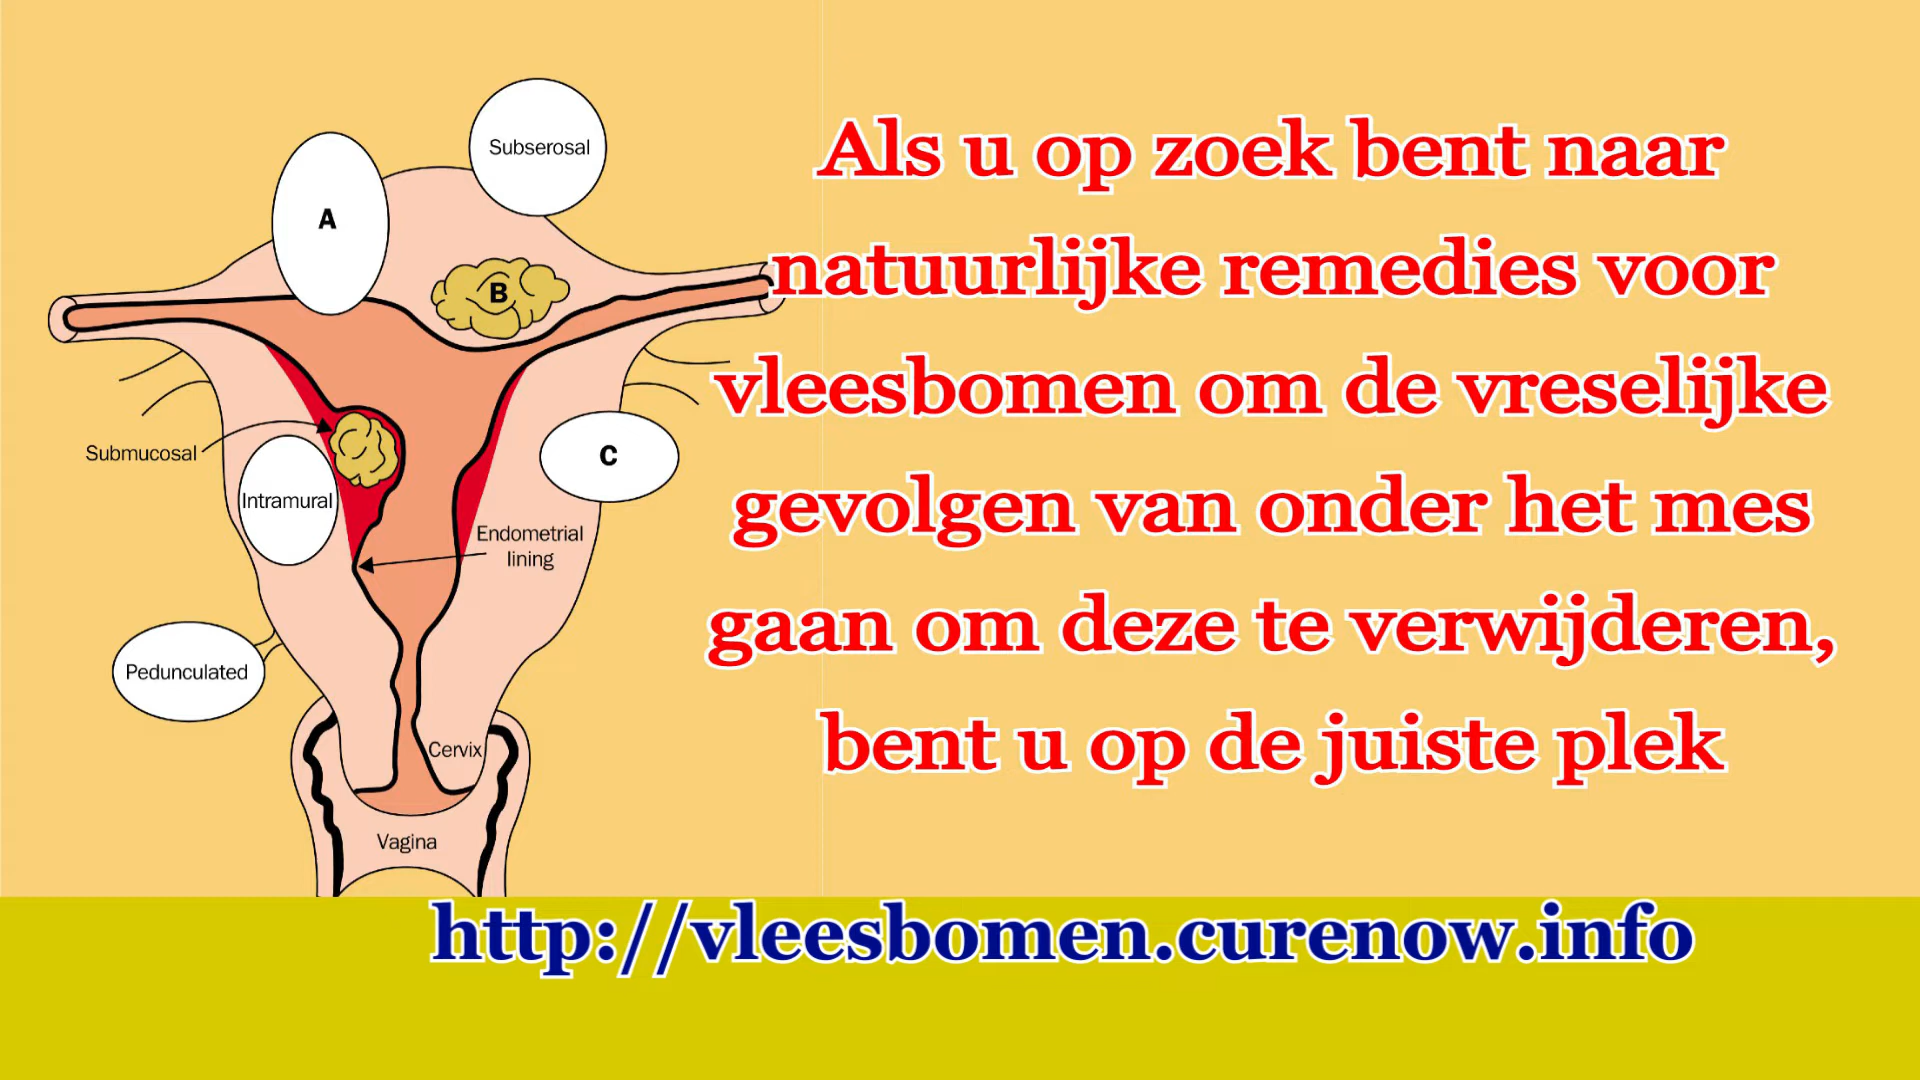 Subserosal
A
B
Submucosal
Intramural
C
Endometrial
lining
Pedunculated
Cervix
Vagina
Als u op zoek bent naar
natuurlijke remedies voor
vleesbomen om de vreselijke
gevolgen van onder het mes
gaan om deze te verwijderen,
bent u op de juiste plek
http://vleesbomen.curenow.info